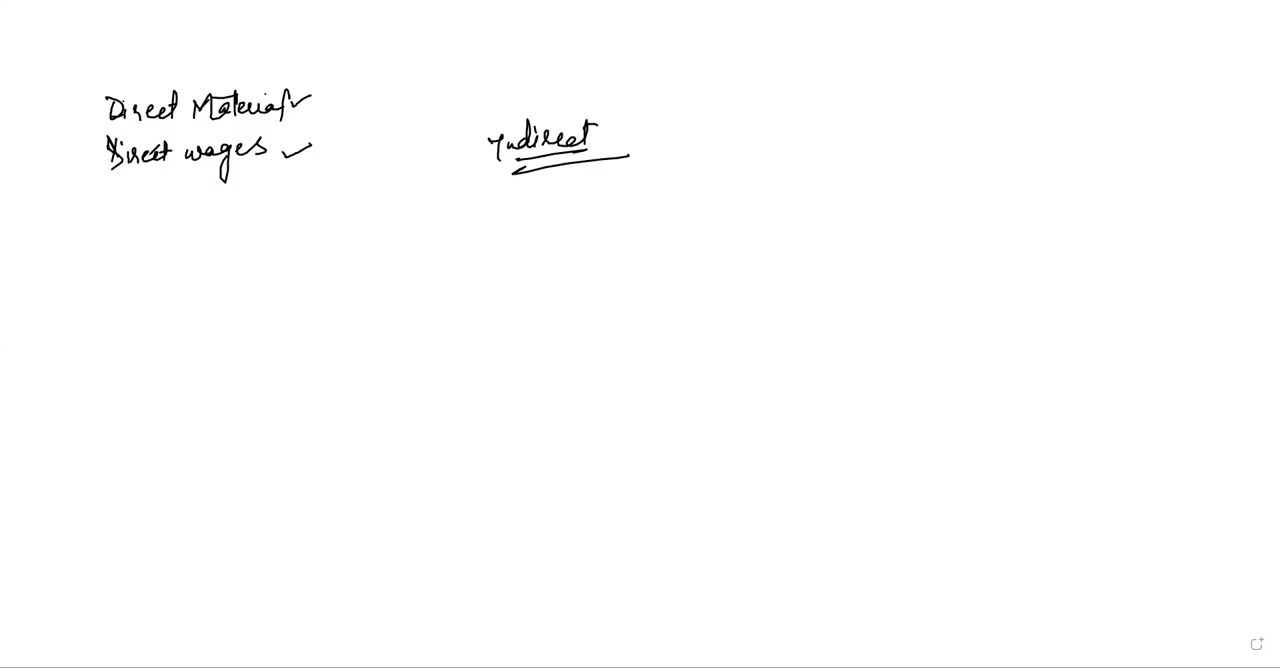 Direct Material ✓
Direct wages ✓
Indirect